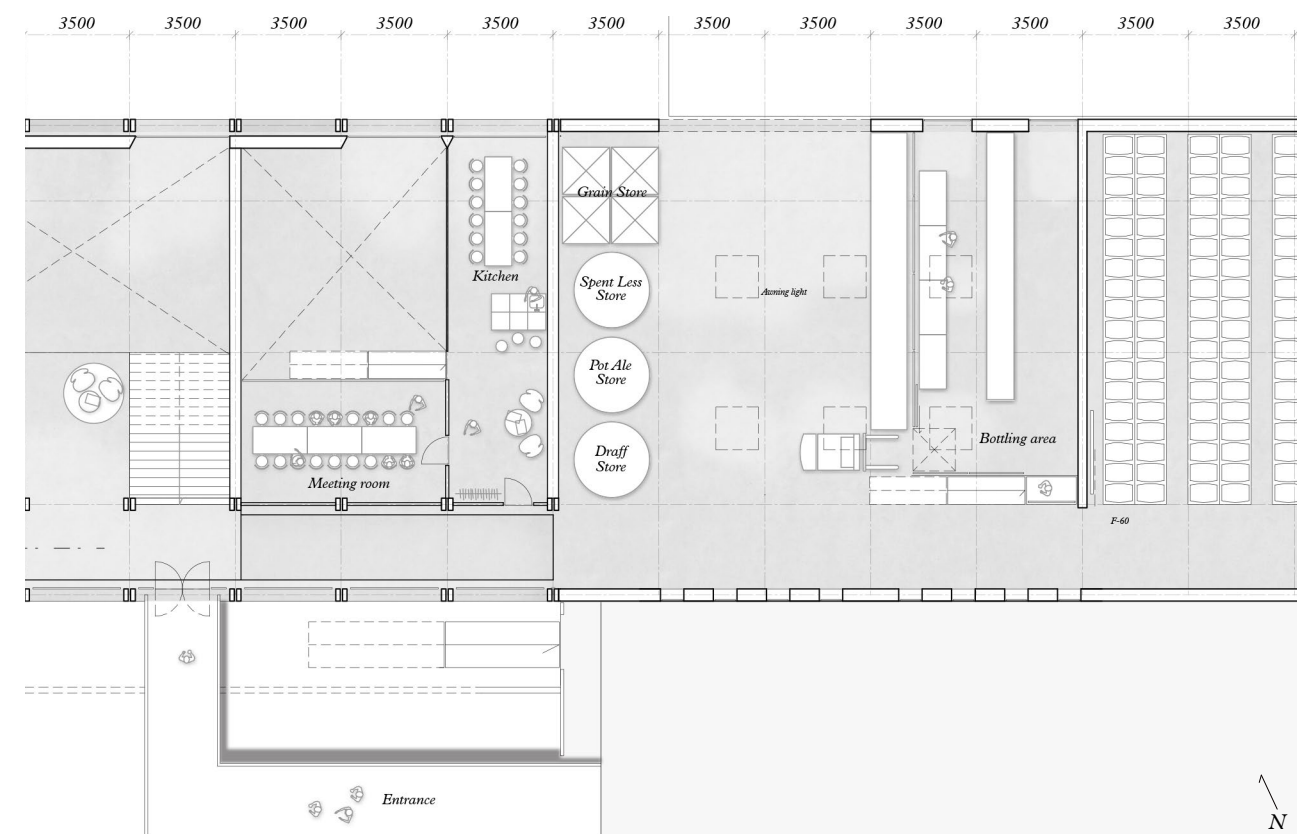 3500 3500 3500 3500 3500 3500 3500 3500 3500 3500 3500 3500
Grain Store
Kitchen
Spent Less
Store
Awning light
Pot Ale
Store
Draff
Store
Bottling area
Meeting room
F-60
Entrance
N